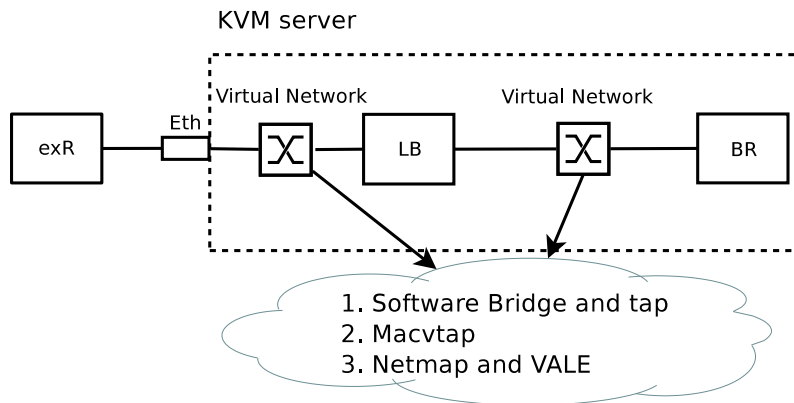 KVM server
Virtual Network
Virtual Network
Eth
exR
LB
BR
1. Software Bridge and tap
2. Macvtap
3. Netmap and VALE